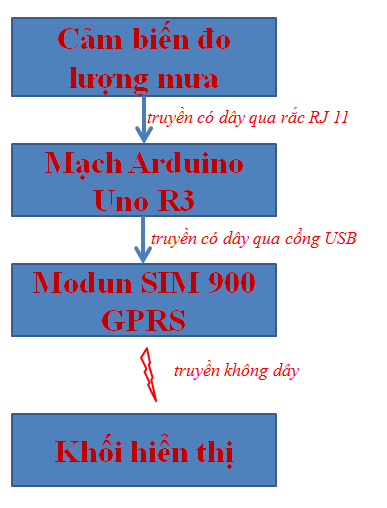 Cảm biến đo
lượng mưa
truyền có dây qua rắc RJ 11
Mạch Arduino
Uno R3
truyền có dây qua cổng USB
Modun SIM 900
GPRS
truyền không dây
Khối hiển thị